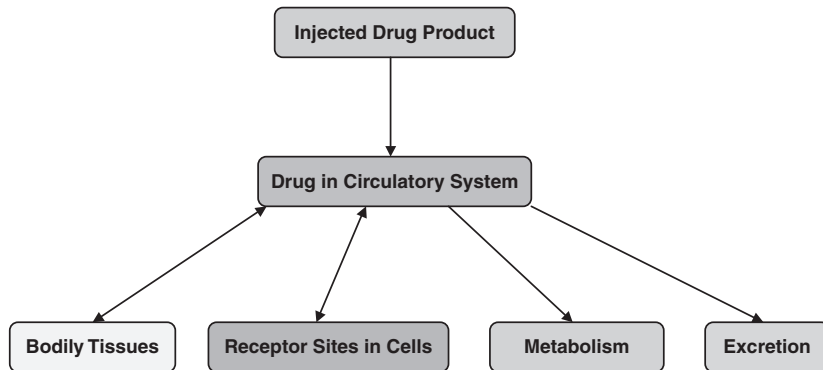 Injected Drug Product
Drug in Circulatory System
Bodily Tissues
Receptor Sites in Cells
Metabolism
Excretion